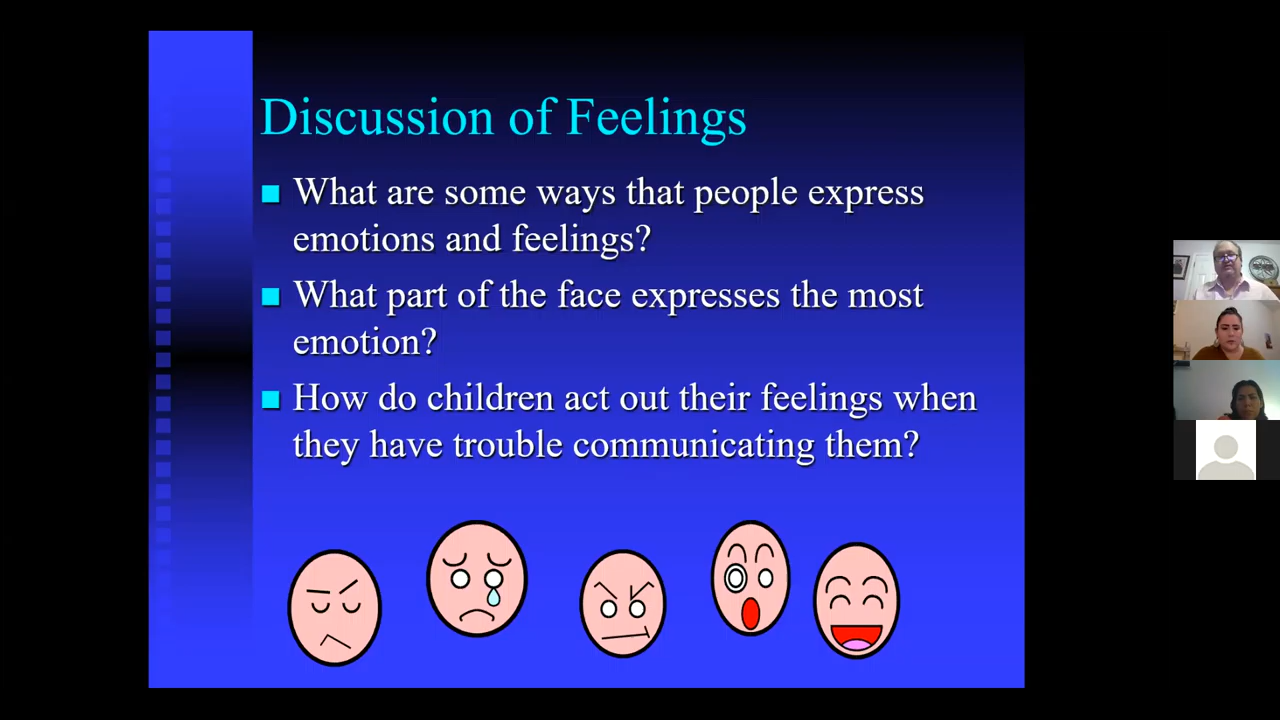 Discussion of Feelings
What are some ways that people express
emotions and feelings?
What part of the face expresses the most
emotion?
How do children act out their feelings when
they have trouble communicating them?